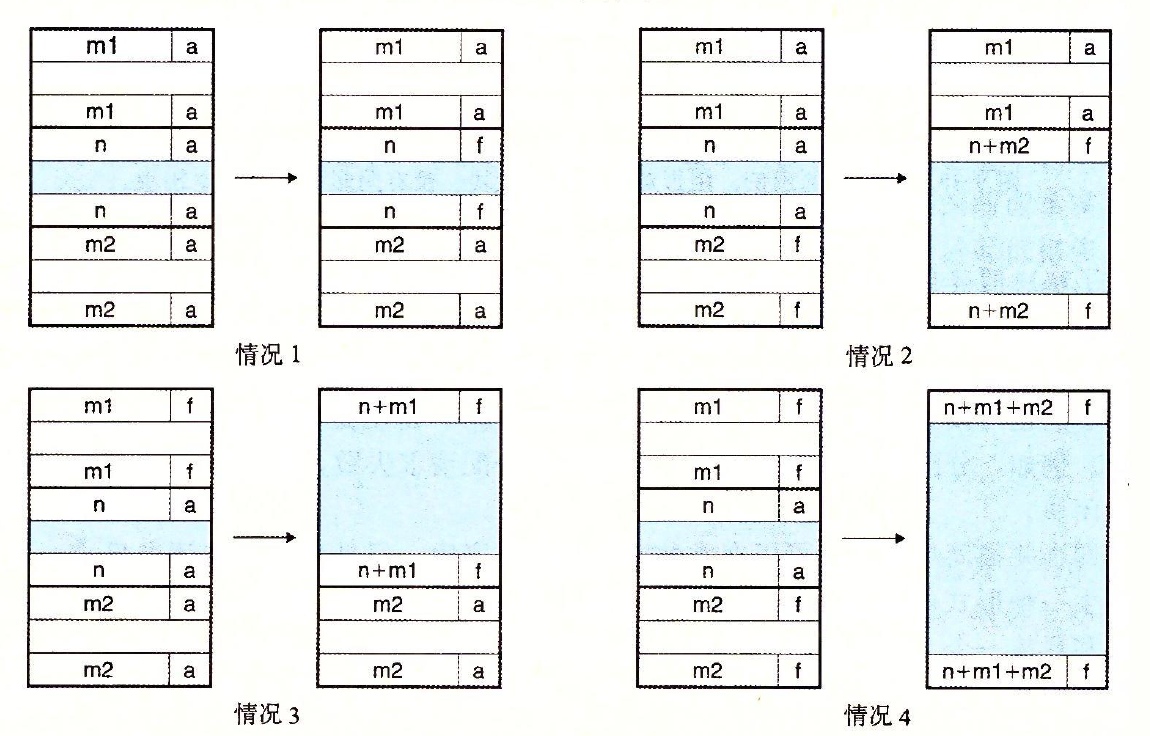 m1 a m1 a
m1 a m1 a
n a n f
n a n f
m2 a m2 a
m2 a m2 a
情况 1
m1 a m1 a
m1 a m1 a
n a n+m2 f
n a
m2 f
m2 f n+m2 f
情况 2
m1 f n+m1 f
m1 f
n a
n a n+m1 f
m2 a m2 a
m2 a m2 a
情况 3
m1 f n+m1+m2 f
m1 f
n a
n a
m2 f
m2 f n+m1+m2 f
情况 4